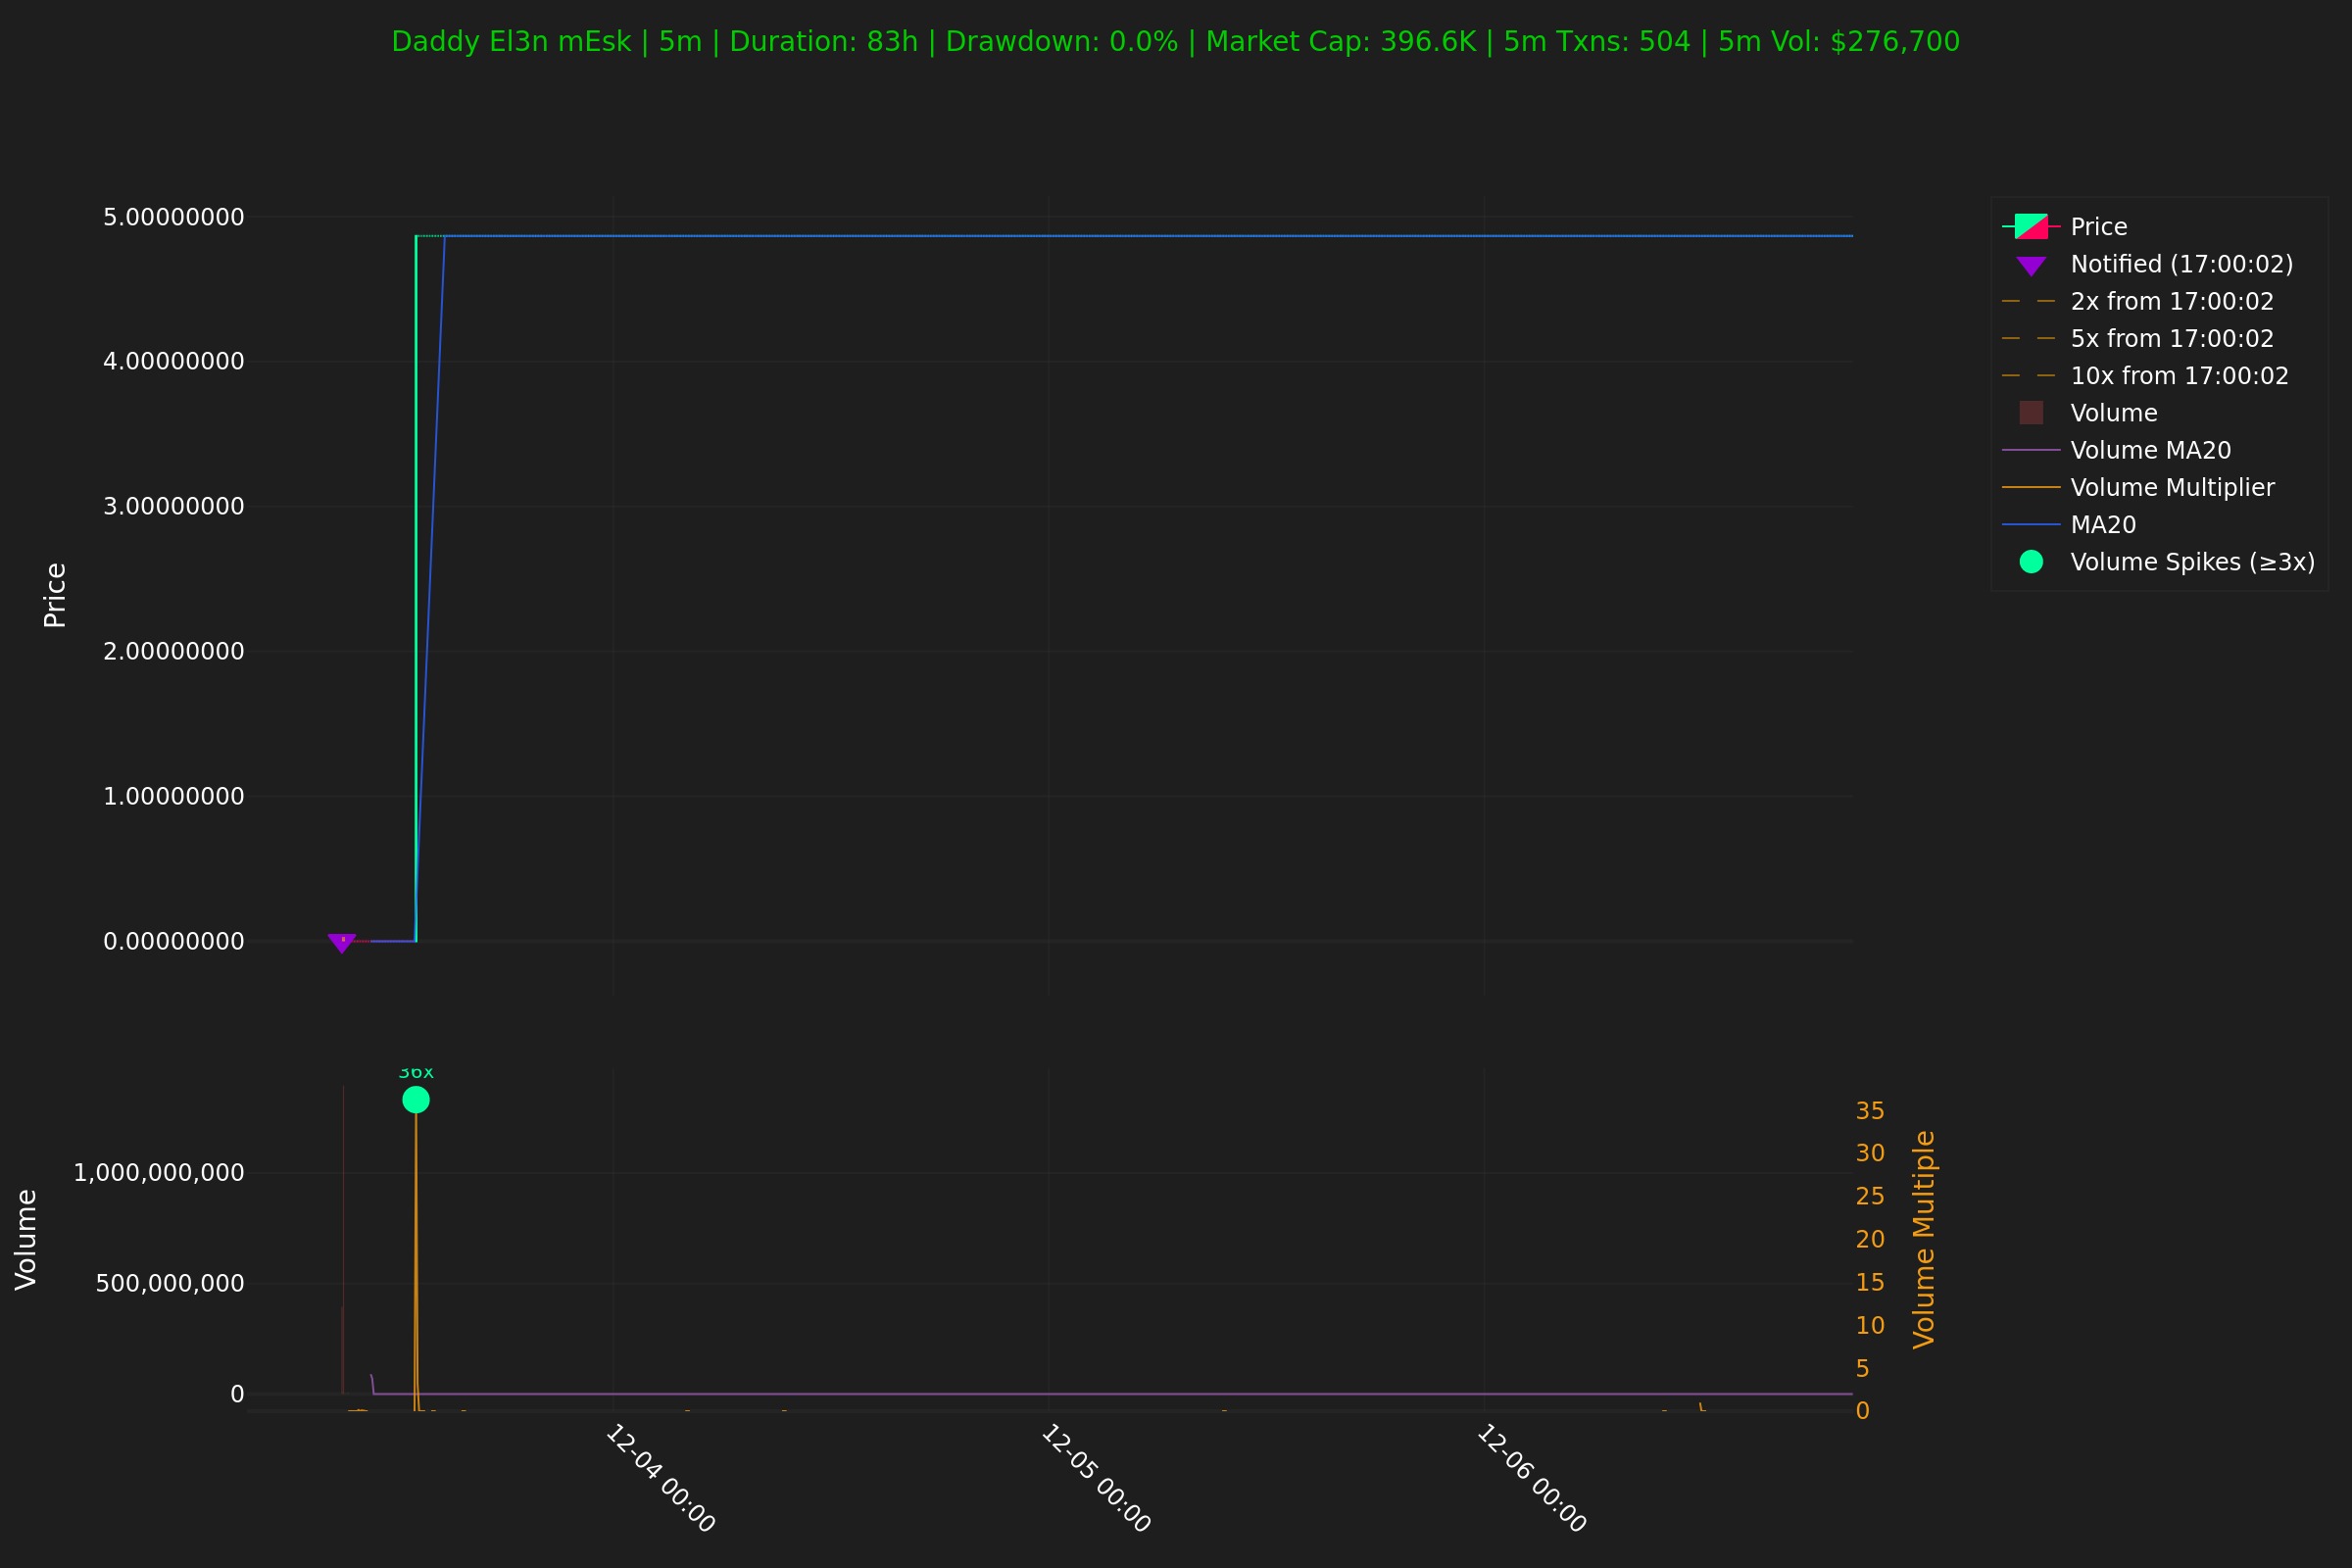 Daddy El3n mEsk | 5m | Duration: 83h | Drawdown: 0.0% | Market Cap: 396.6K | 5m Txns: 504 | 5m Vol: $276,700
5.00000000
4.00000000
3.00000000
2.00000000
1.00000000
0.00000000
Price
Price
Notified (17:00:02)
2x from 17:00:02
5x from 17:00:02
10x from 17:00:02
Volume
Volume MA20
Volume Multiplier
MA20
Volume Spikes (≥3x)
36x
1,000,000,000
500,000,000
0
Volume
35
30
25
20
15
10
5
0
Volume Multiple
12-04 00:00
12-05 00:00
12-06 00:00